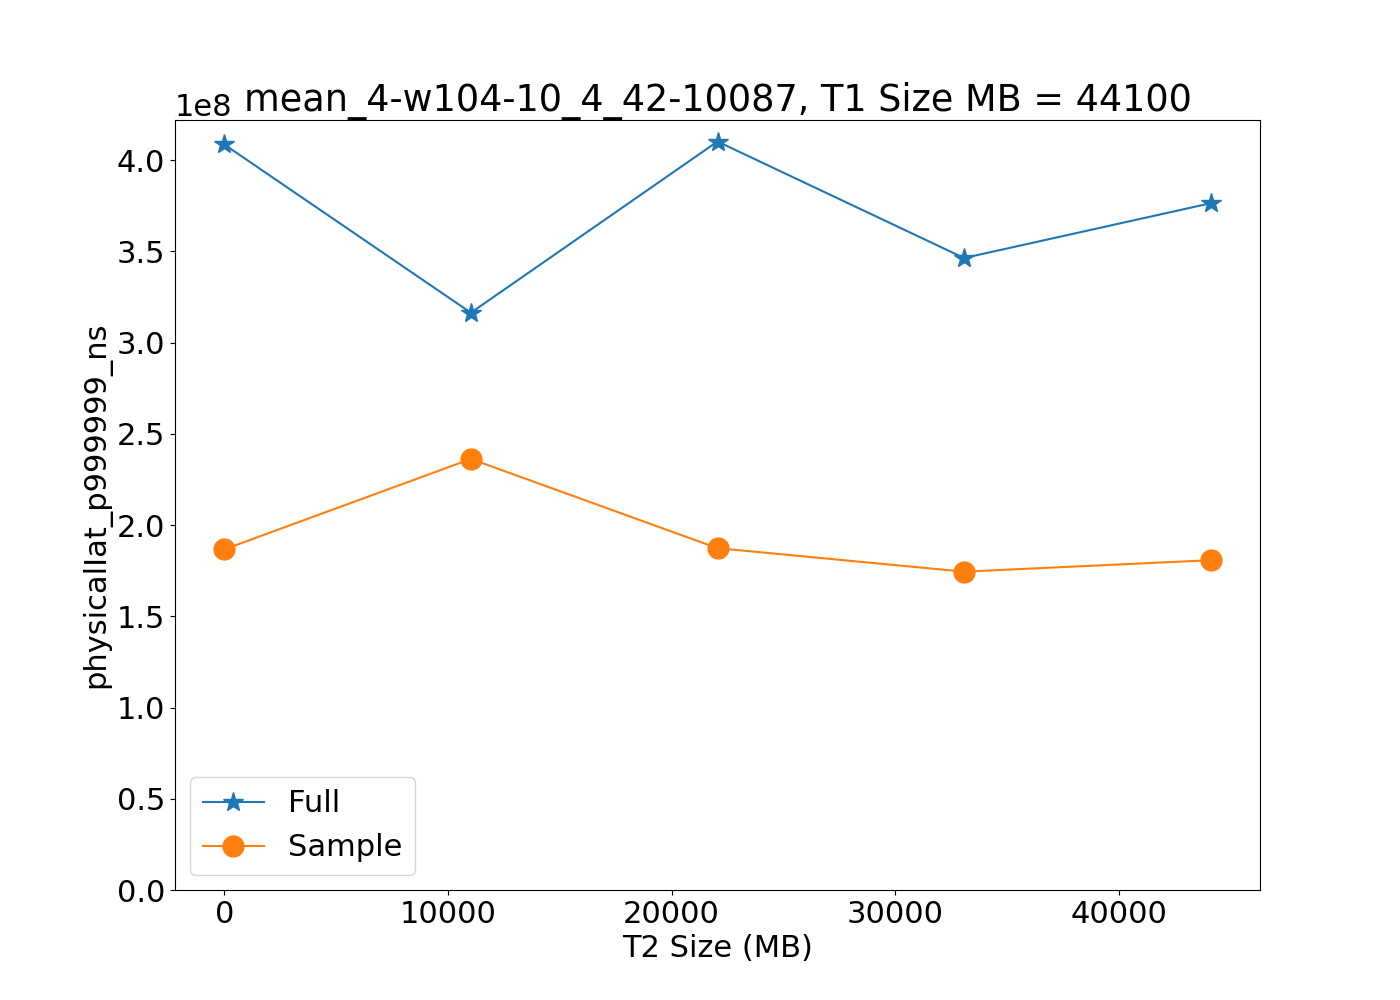 1e8
mean_4-w104-10_4_42-10087, T1 Size MB = 44100
4.0
3.5
3.0
2.5
2.0
1.5
1.0
0.5
0.0
physicallat_p999999_ns
Full
Sample
0 10000 20000 30000 40000
T2 Size (MB)